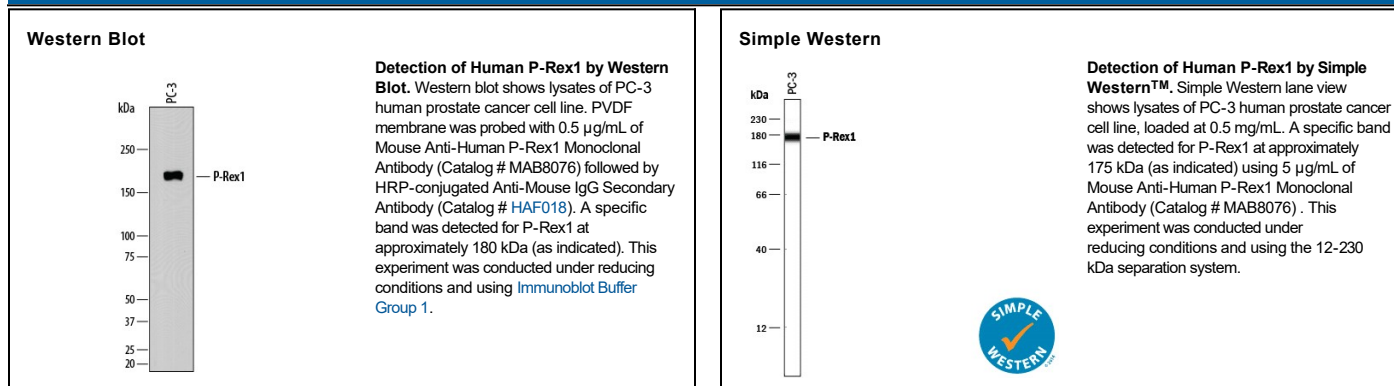 Western Blot
kDa
PC-3
250
P-Rex1
150
100
75
50
37
25
20
Detection of Human P-Rex1 by Western
Blot. Western blot shows lysates of PC-3
human prostate cancer cell line. PVDF
membrane was probed with 0.5 µg/mL of
Mouse Anti-Human P-Rex1 Monoclonal
Antibody (Catalog # MAB8076) followed by
HRP-conjugated Anti-Mouse IgG Secondary
Antibody (Catalog # HAF018). A specific
band was detected for P-Rex1 at
approximately 180 kDa (as indicated). This
experiment was conducted under reducing
conditions and using Immunoblot Buffer
Group 1.
Simple Western
kDa
PC-3
230
180
P-Rex1
116
66
40
12
Detection of Human P-Rex1 by Simple
Western™. Simple Western lane view
shows lysates of PC-3 human prostate cancer
cell line, loaded at 0.5 mg/mL. A specific band
was detected for P-Rex1 at approximately
175 kDa (as indicated) using 5 µg/mL of
Mouse Anti-Human P-Rex1 Monoclonal
Antibody (Catalog # MAB8076) . This
experiment was conducted under
reducing conditions and using the 12-230
kDa separation system.
SIMPLE
WESTERN